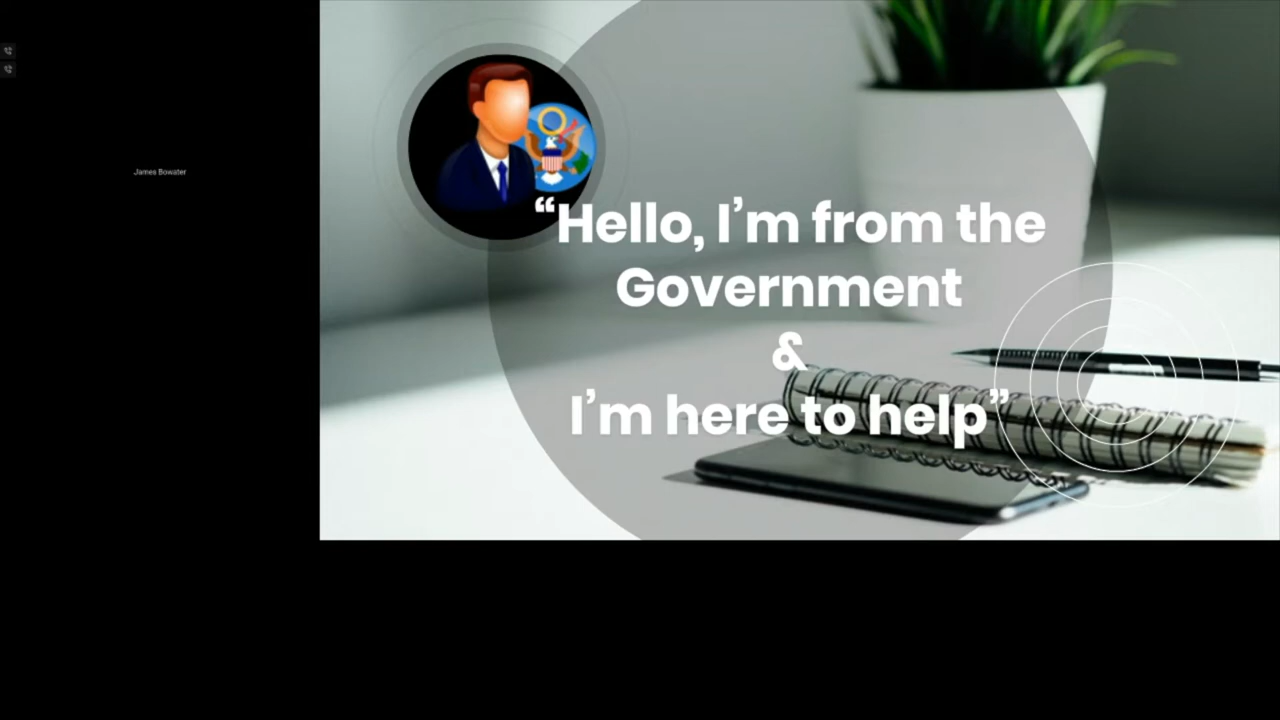 James Bowater
“Hello, I’m from the
Government
&
I’m here to help”